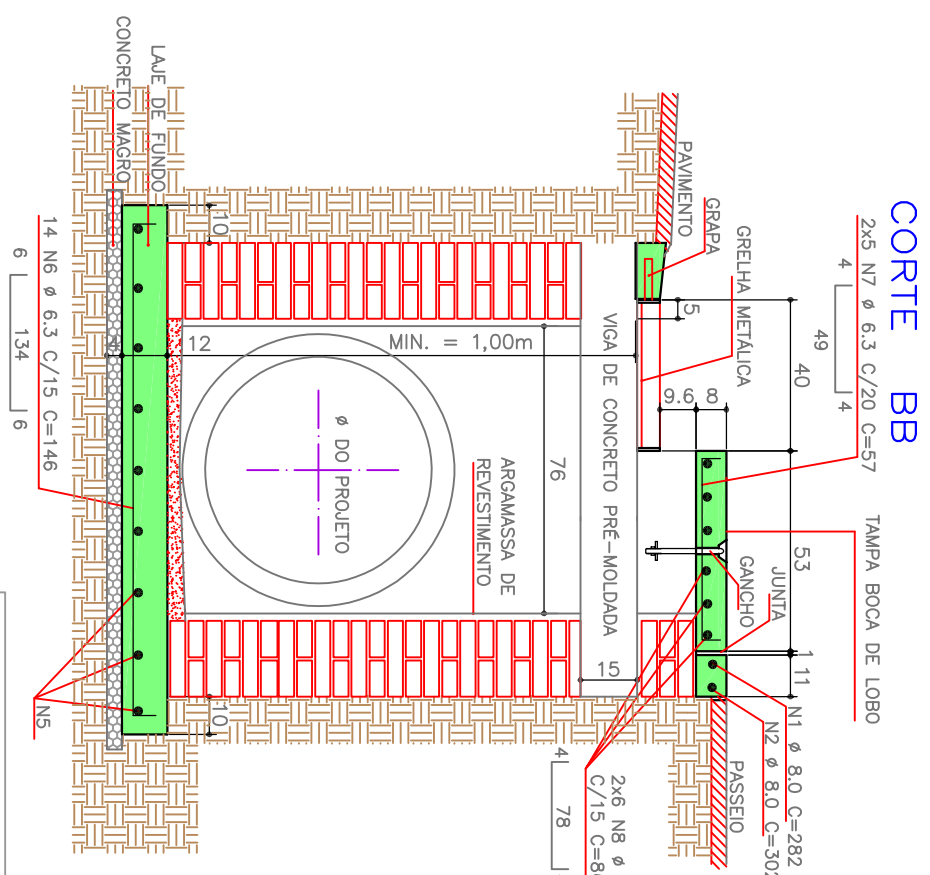 CORTE BB
2x5 N7 ø 6.3 C/20 C=57
4
49
4
TAMPA BOCA DE LOBO
40
53
1
11
N1 ø 8.0 C=282
N2 ø 8.0 C=302
PASSEIO
JUNTA
GANCHO
GRELHA METÁLICA
GRAPA
PAVIMENTO
5
9.6
8
VIGA DE CONCRETO PRÉ-MOLDADA
15
2x6 N8 ø
C/15
4
78
76
ARGAMASSA DE
REVESTIMENTO
MIN. = 1,00m
Ø DO PROJETO
10
12
10
LAJE DE FUNDO
CONCRETO MAGRO
14 N6 ø 6.3 C/15 C=146
6
134
6
N5